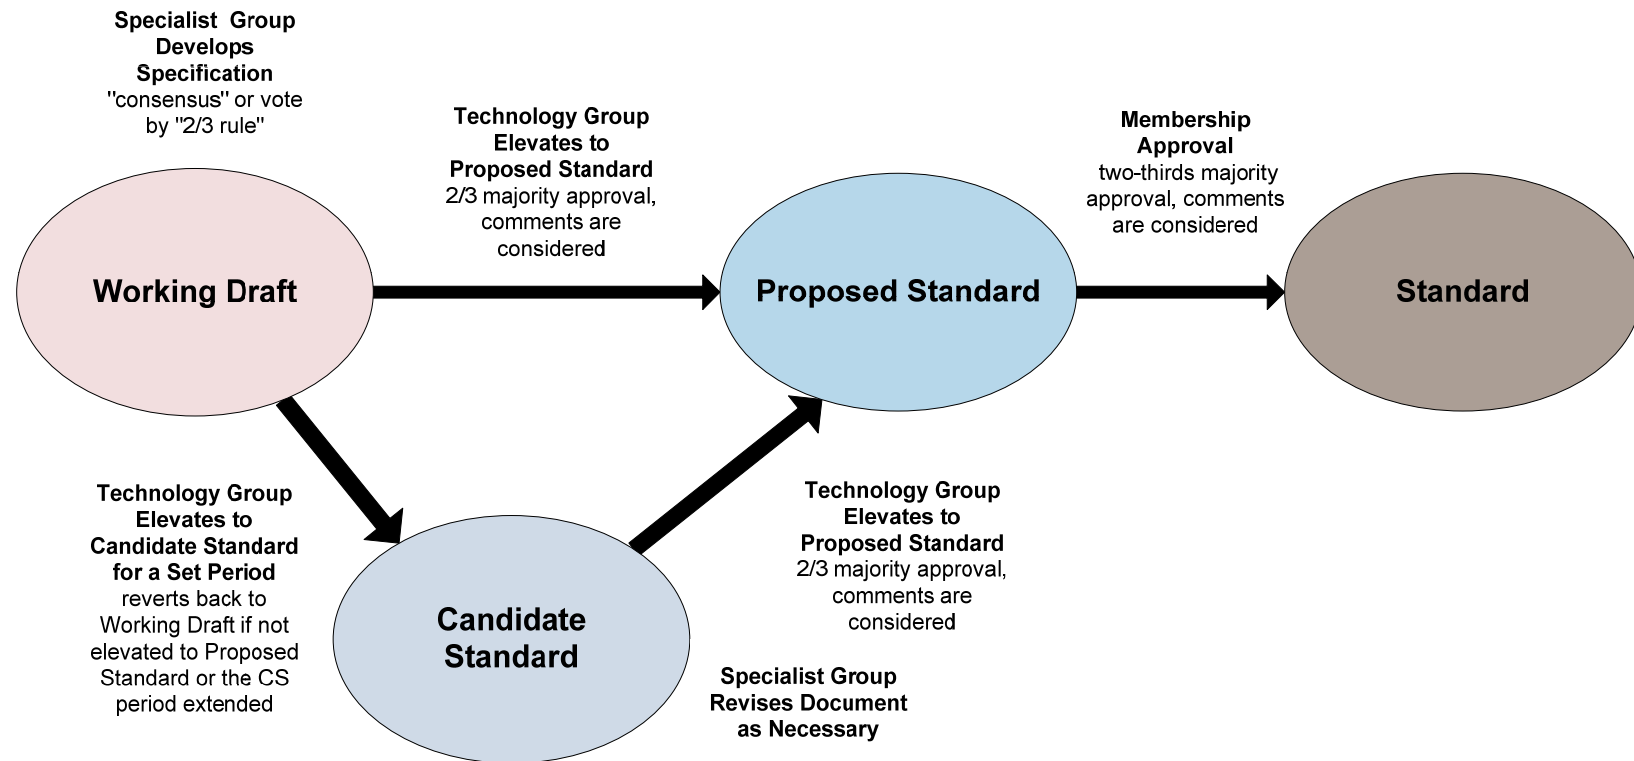 Specialist Group
Develops
Specification
"consensus" or vote
by "2/3 rule"
Technology Group
Elevates to
Proposed Standard
2/3 majority approval,
comments are
considered
Membership
Approval
two-thirds majority
approval, comments
are considered
Working Draft
Proposed Standard
Standard
Technology Group
Elevates to
Candidate Standard
for a Set Period
reverts back to
Working Draft if not
elevated to Proposed
Standard or the CS
period extended
Candidate
Standard
Technology Group
Elevates to
Proposed Standard
2/3 majority approval,
comments are
considered
Specialist Group
Revises Document
as Necessary